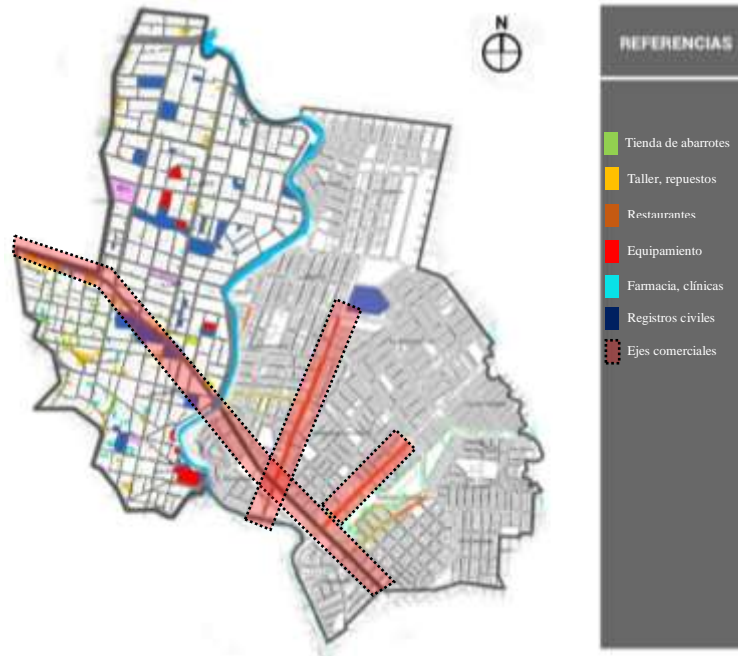 N
REFERENCIAS
Tienda de abarrotes
Taller, repuestos
Restaurantes
Equipamiento
Farmacia, clínicas
Registros civiles
Ejes comerciales